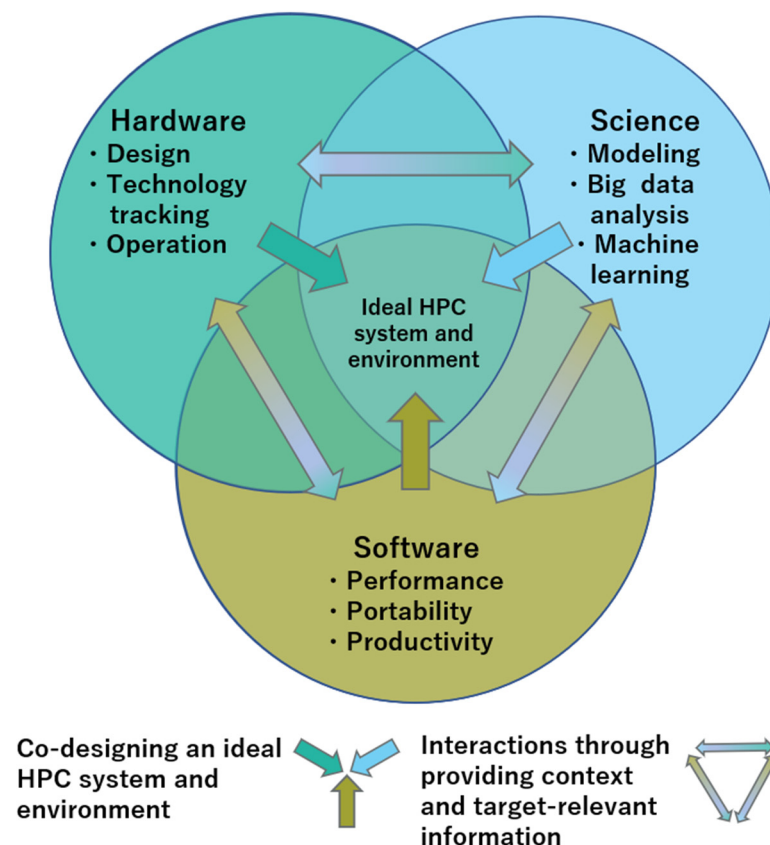 Hardware
・Design
・Technology
tracking
・Operation
Science
・Modeling
・Big data
analysis
・Machine
learning
Ideal HPC
system and
environment
Software
・Performance
・Portability
・Productivity
Co-designing an ideal
HPC system and
environment
Interactions through
providing context
and target-relevant
information